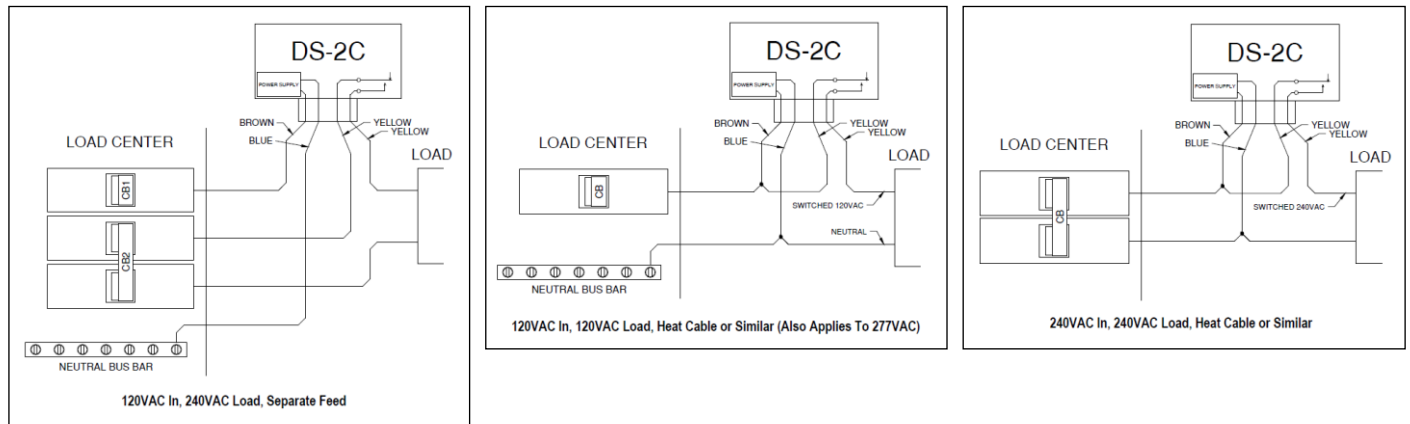 DS-2C
POWER SUPPLY
BROWN
YELLOW
YELLOW
BLUE
LOAD CENTER
LOAD
CB1
CB2
NEUTRAL BUS BAR
120VAC In, 240VAC Load, Separate Feed
DS-2C
POWER SUPPLY
BROWN
YELLOW
YELLOW
BLUE
LOAD CENTER
LOAD
CB
SWITCHED 120VAC
NEUTRAL
NEUTRAL BUS BAR
120VAC In, 120VAC Load, Heat Cable or Similar (Also Applies To 277VAC)
DS-2C
POWER SUPPLY
BROWN
YELLOW
YELLOW
BLUE
LOAD CENTER
LOAD
CB
SWITCHED 240VAC
240VAC In, 240VAC Load, Heat Cable or Similar